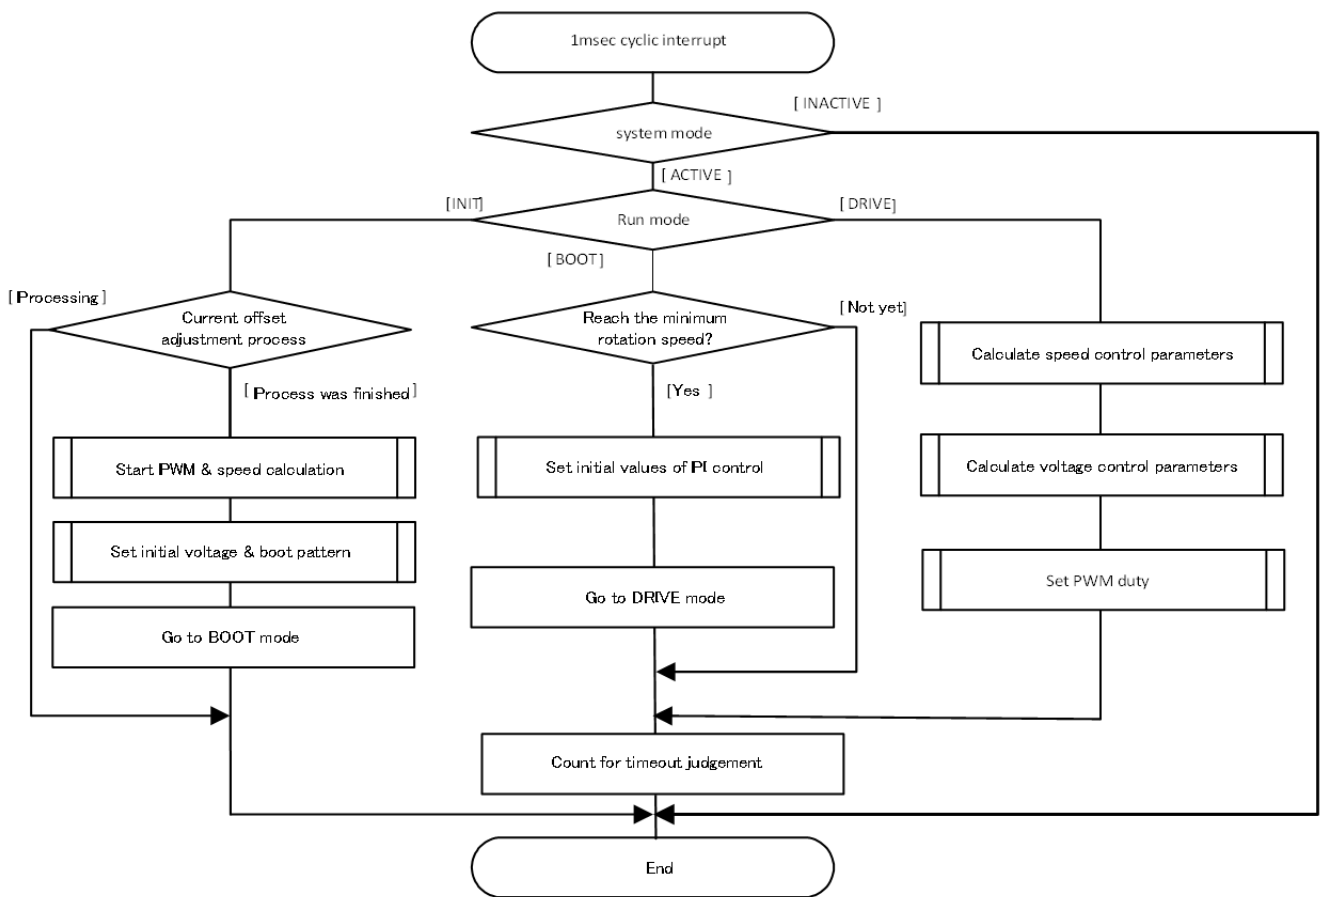 1msec cyclic interrupt
[ INACTIVE ]
system mode
[ ACTIVE ]
[INIT]
Run mode
[ DRIVE]
[ BOOT]
[ Processing]
Current offset
adjustment process
Reach the minimum
rotation speed?
[Not yet]
Calculate speed control parameters
[ Process was finished]
[Yes ]
Start PWM & speed calculation
Set initial values of PI control
Calculate voltage control parameters
Set initial voltage & boot pattern
Set PWM duty
Go to DRIVE mode
Go to BOOT mode
Count for timeout judgement
End